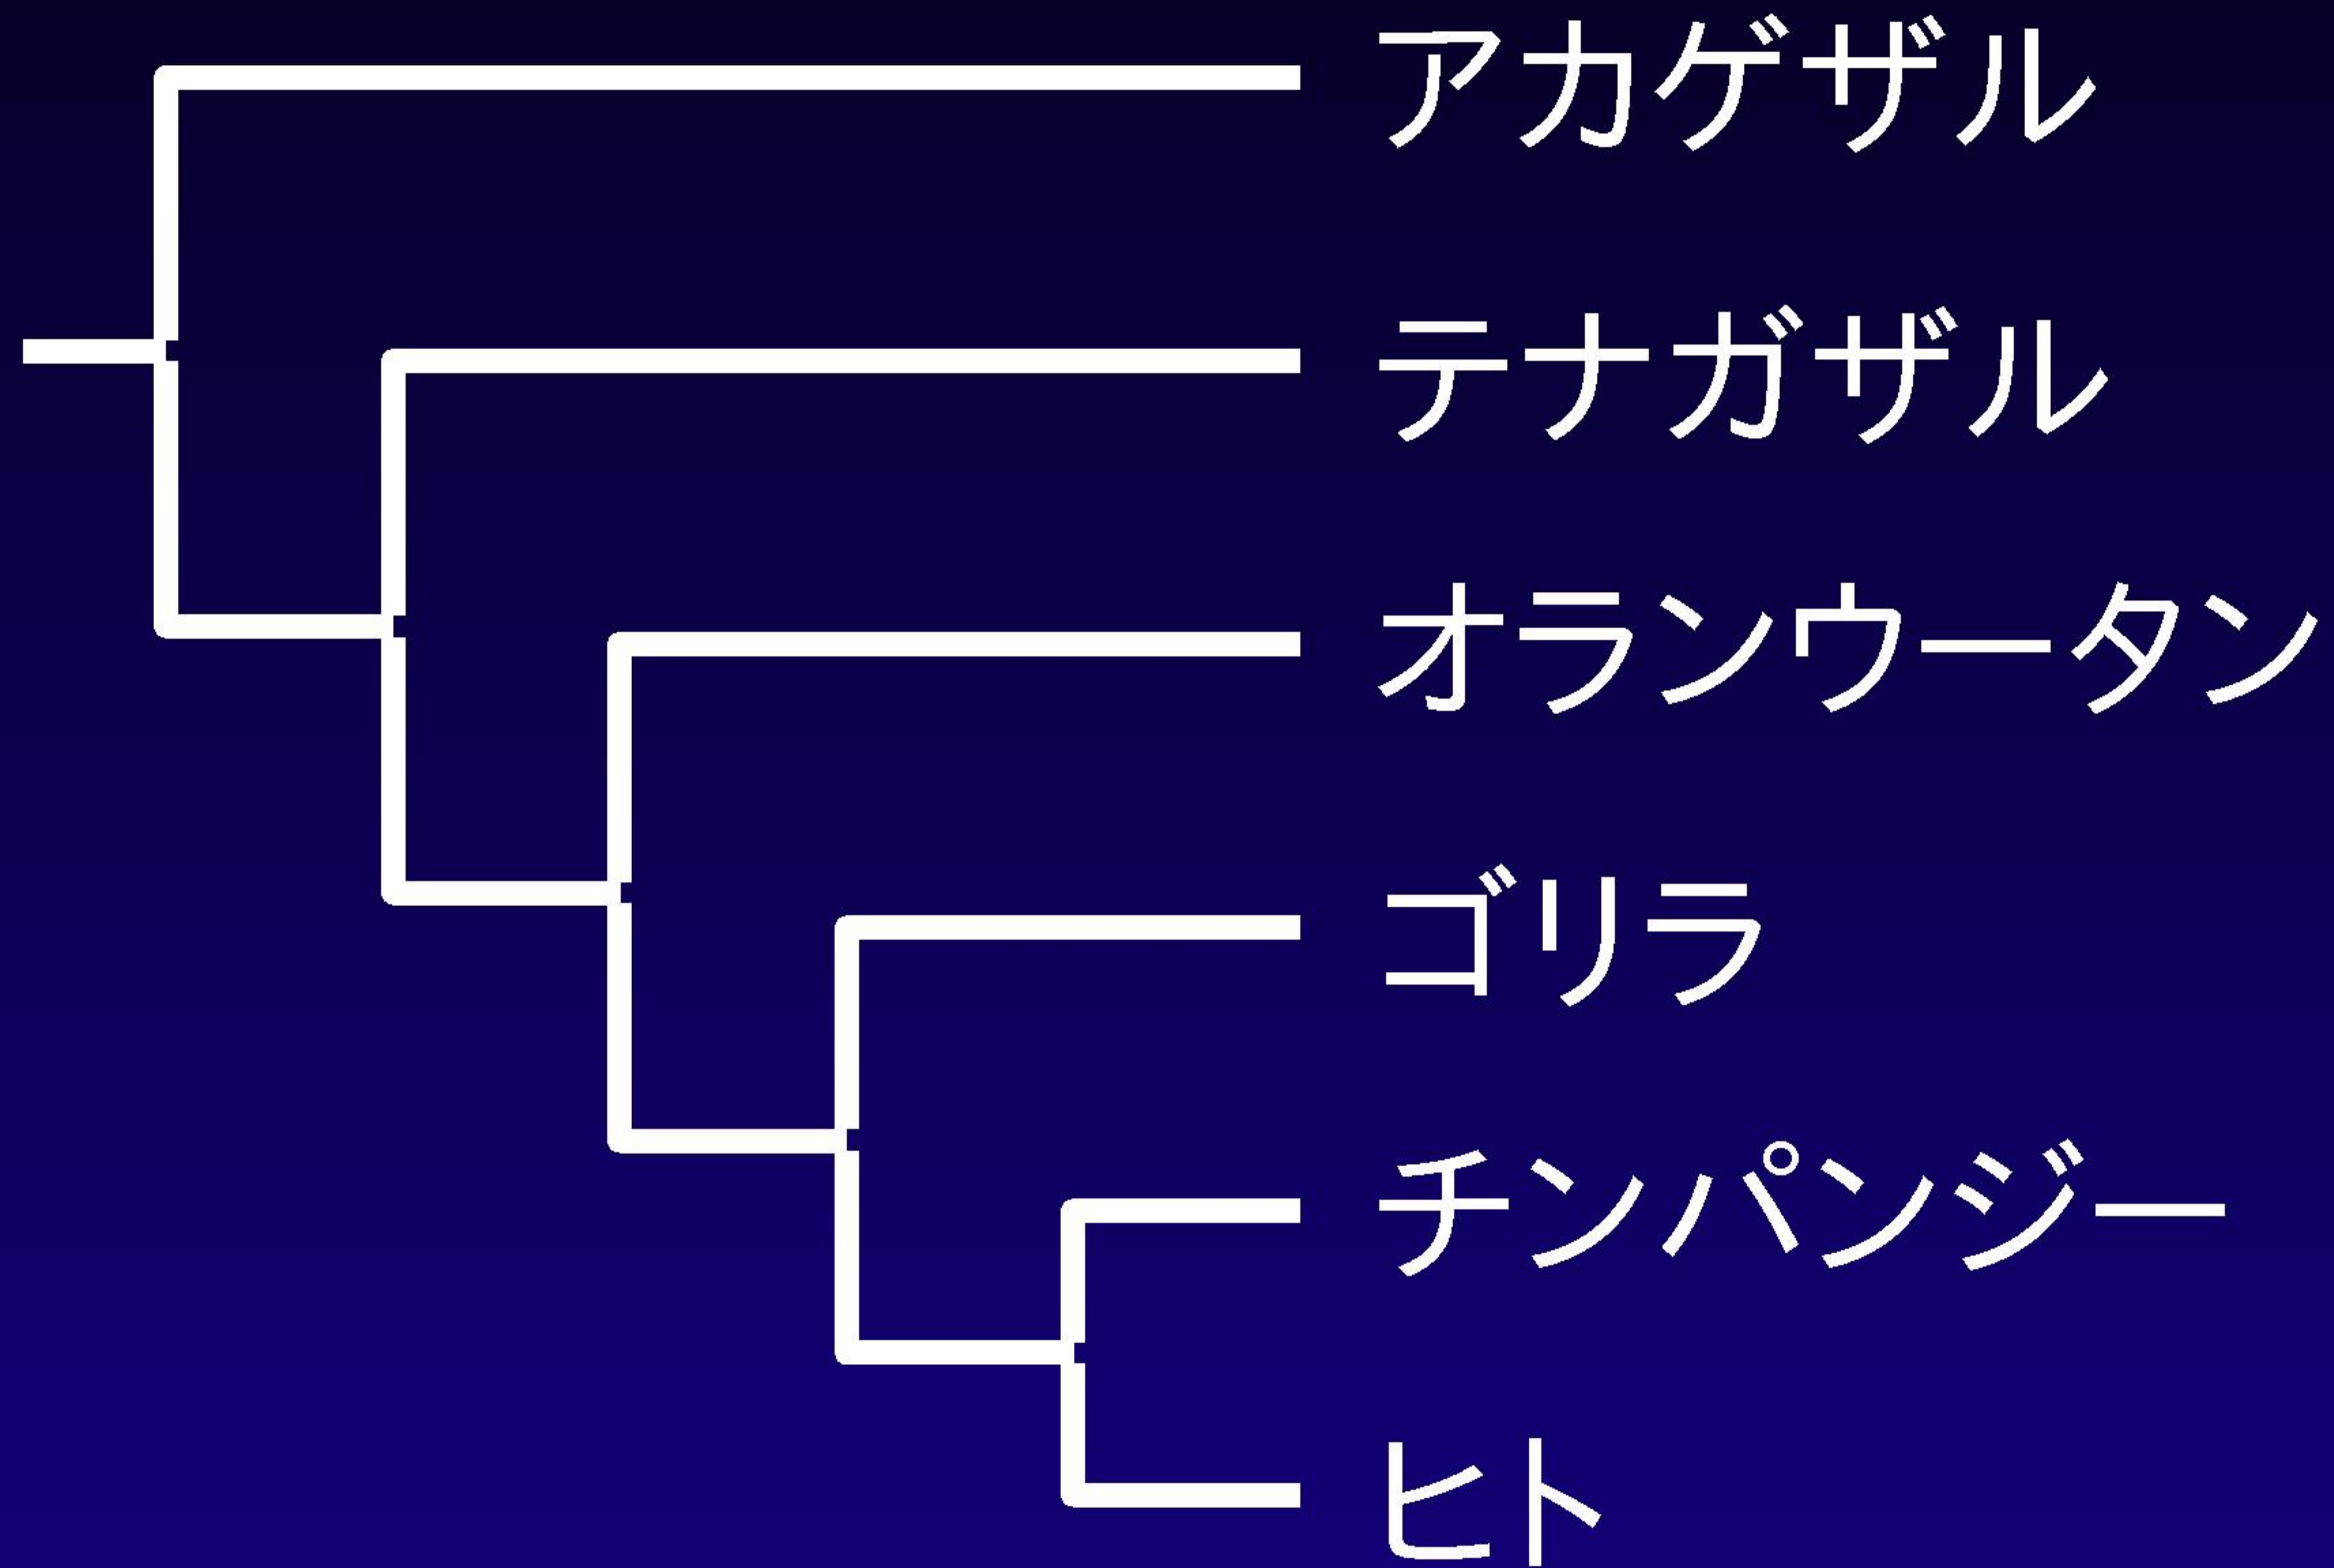 アカゲザル
テナガザル
オランウータン
ゴリラ
チンパンジー
ヒト